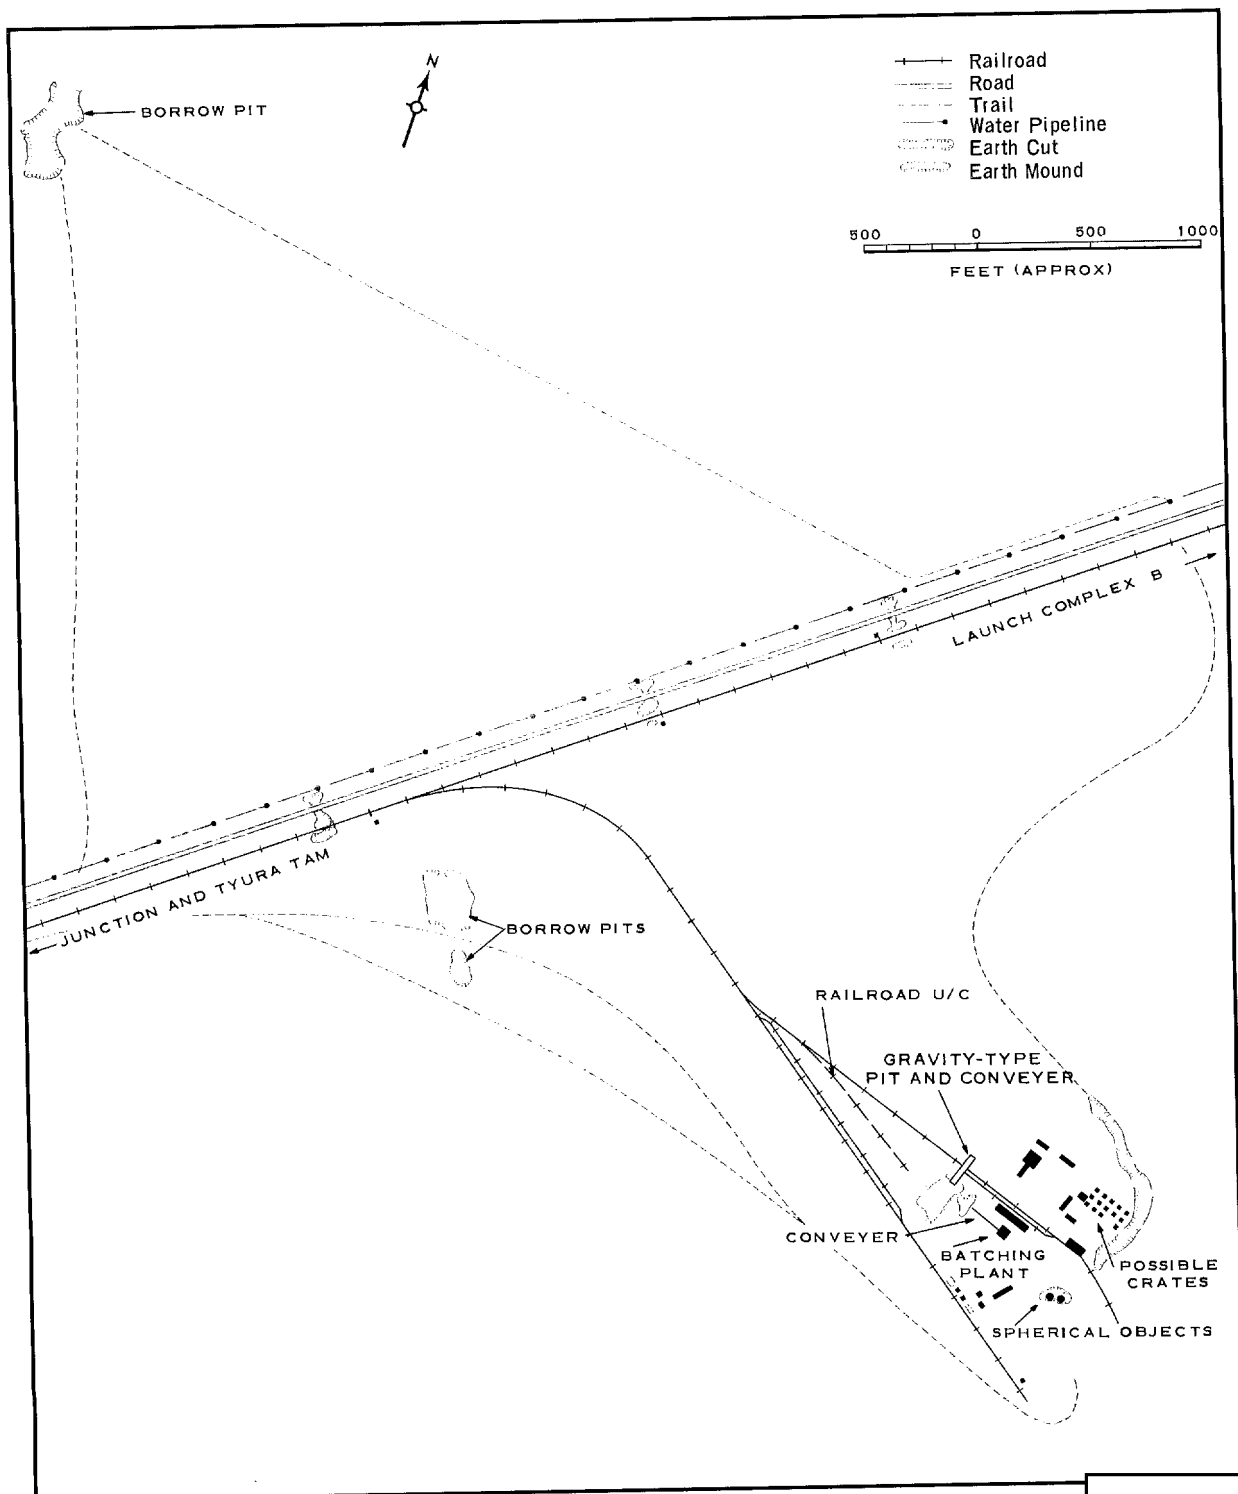 N
BORROW PIT
Railroad
Road
Trail
Water Pipeline
Earth Cut
Earth Mound
500 0 500 1000
FEET (APPROX)
LAUNCH COMPLEX B
JUNCTION AND TYURA TAM
BORROW PITS
RAILROAD U/C
GRAVITY-TYPE
PIT AND CONVEYER
CONVEYER
BATCHING
PLANT
POSSIBLE
CRATES
SPHERICAL OBJECTS